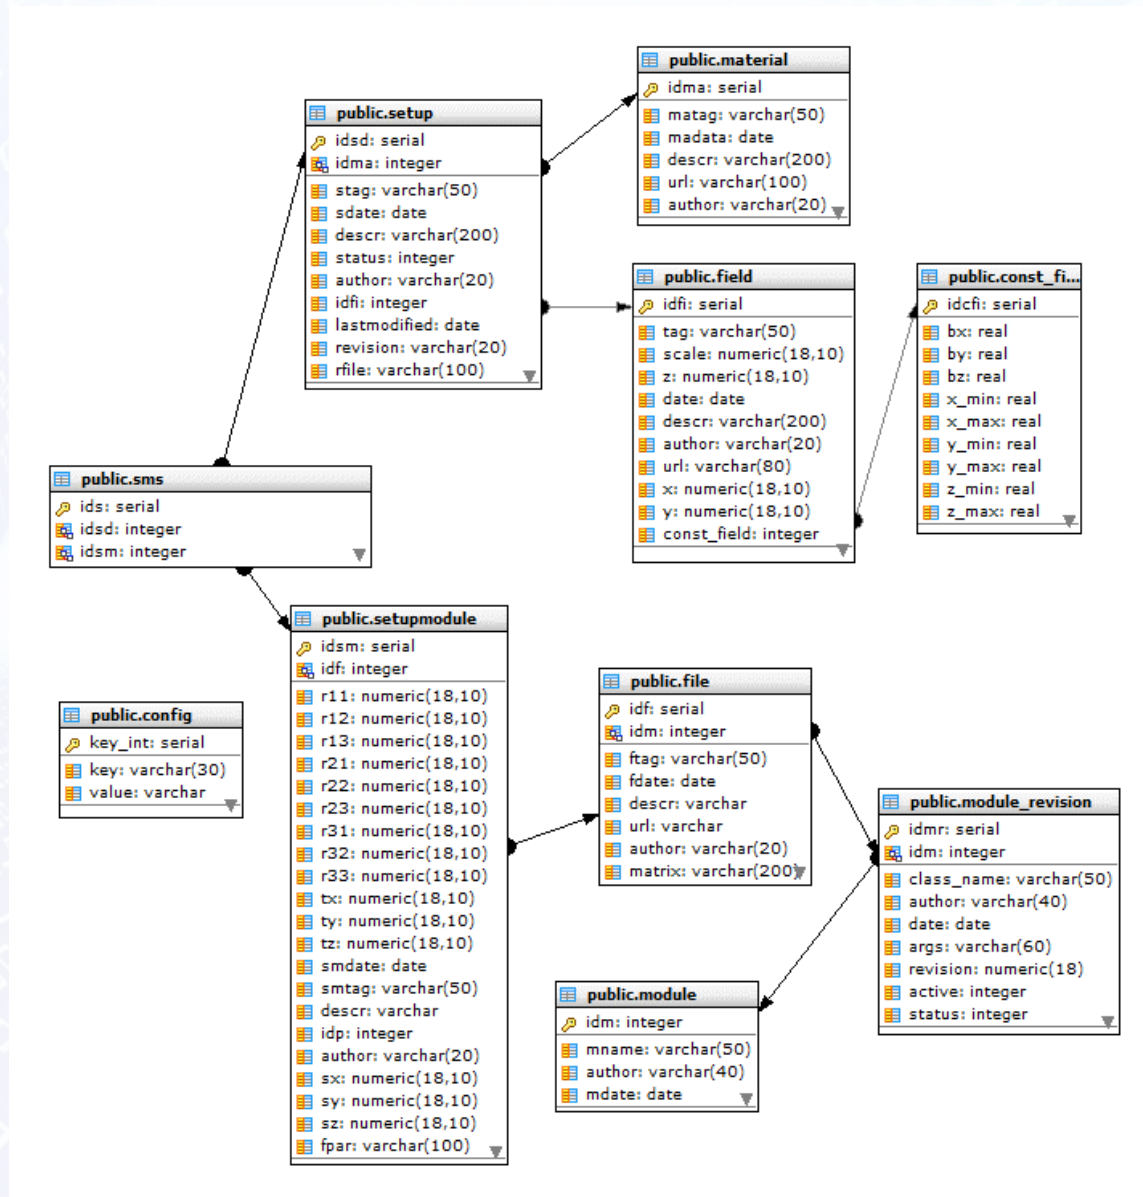 public.material
idma: serial
matag: varchar(50)
madata: date
descr: varchar(200)
url: varchar(100)
author: varchar(20)
public.setup
idsd: serial
idma: integer
stag: varchar(50)
sdate: date
descr: varchar(200)
status: integer
author: varchar(20)
idfi: integer
lastmodified: date
revision: varchar(20)
rfile: varchar(100)
public.field
idfi: serial
tag: varchar(50)
scale: numeric(18,10)
z: numeric(18,10)
date: date
descr: varchar(200)
author: varchar(20)
url: varchar(80)
x: numeric(18,10)
y: numeric(18,10)
const_field: integer
public.const_fi...
idcfi: serial
bx: real
by: real
bz: real
x_min: real
x_max: real
y_min: real
y_max: real
z_min: real
z_max: real
public.sms
ids: serial
idsd: integer
idsm: integer
public.setupmodule
idsm: serial
idf: integer
r11: numeric(18,10)
r12: numeric(18,10)
r13: numeric(18,10)
r21: numeric(18,10)
r22: numeric(18,10)
r23: numeric(18,10)
r31: numeric(18,10)
r32: numeric(18,10)
r33: numeric(18,10)
tx: numeric(18,10)
ty: numeric(18,10)
tz: numeric(18,10)
smdate: date
smtag: varchar(50)
descr: varchar
idp: integer
author: varchar(20)
sx: numeric(18,10)
sy: numeric(18,10)
sz: numeric(18,10)
fpar: varchar(100)
public.config
key_int: serial
key: varchar(30)
value: varchar
public.file
idf: serial
idm: integer
ftag: varchar(50)
fdate: date
descr: varchar
url: varchar
author: varchar(20)
matrix: varchar(200)
public.module_revision
idmr: serial
idm: integer
class_name: varchar(50)
author: varchar(40)
date: date
args: varchar(60)
revision: numeric(18)
active: integer
status: integer
public.module
idm: integer
mname: varchar(50)
author: varchar(40)
mdate: date